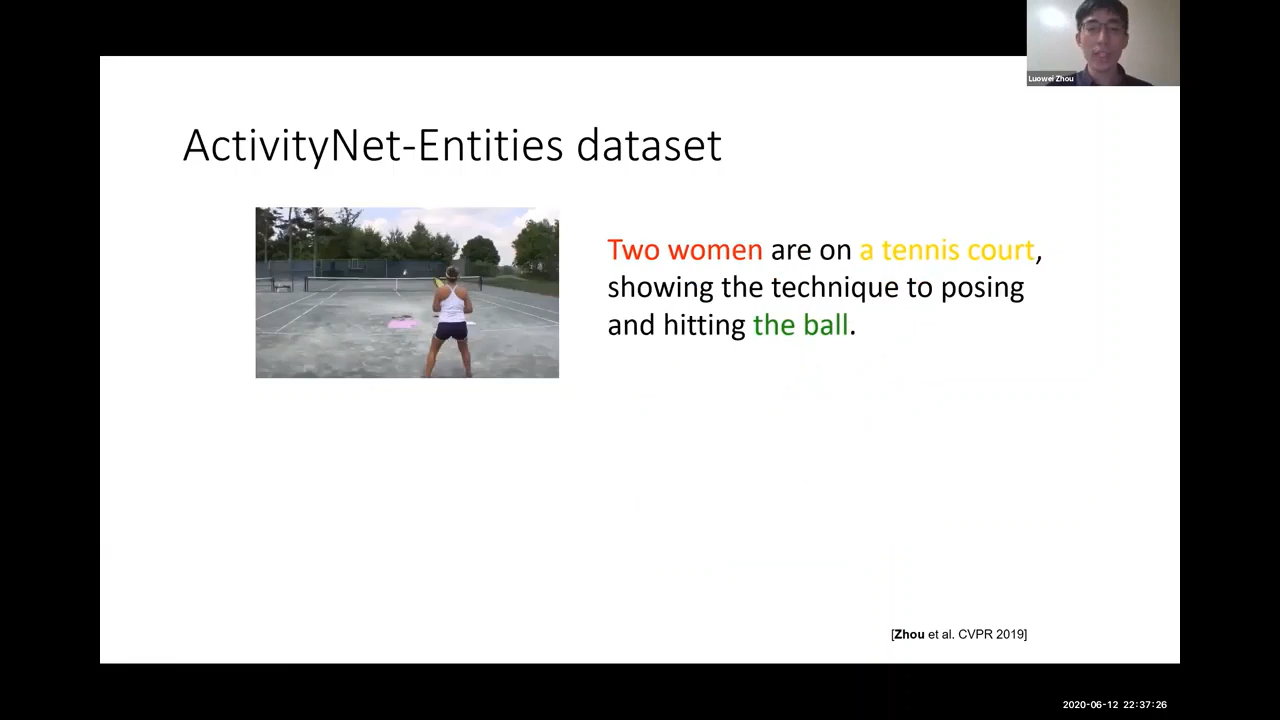 Luowei Zhou
ActivityNet-Entities dataset
Two women are on a tennis court,
showing the technique to posing
and hitting the ball.
[Zhou et al. CVPR 2019]
2020-06-12 22:37:26